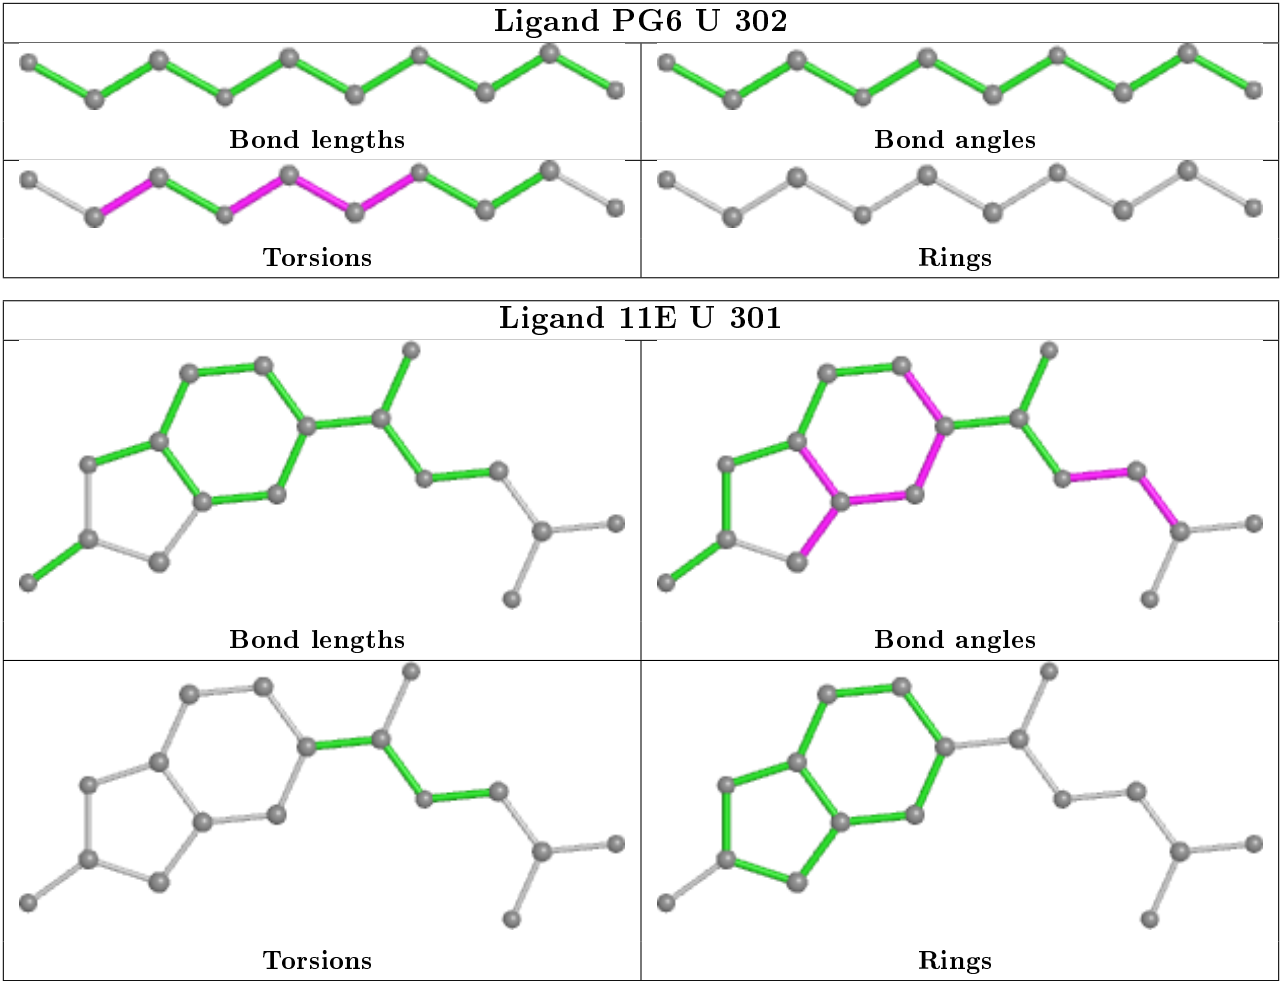 Ligand PG6 U 302
Bond lengths
Bond angles
Torsions
Rings
Ligand 11E U 301
Bond lengths
Bond angles
Torsions
Rings